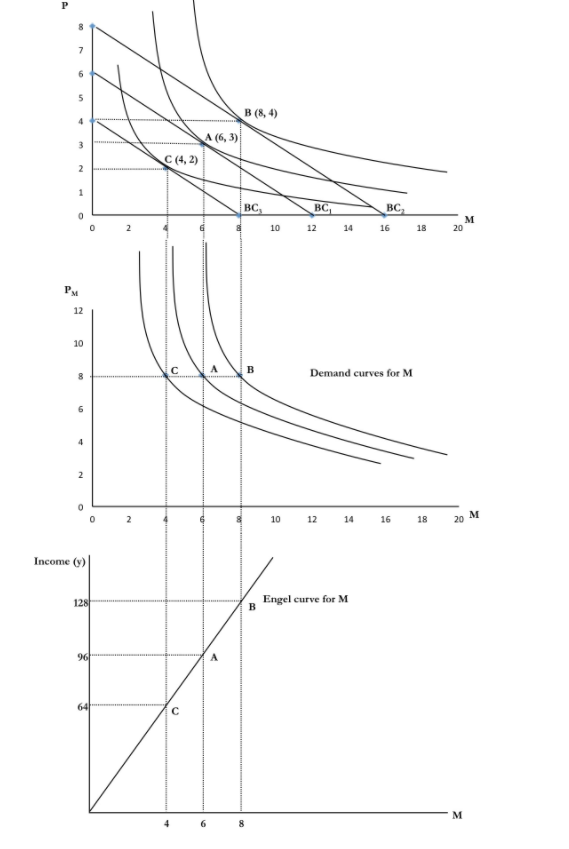 P
8
7
6
5
4
3
2
1
0
B (8, 4)
A (6, 3)
C (4, 2)
BC3
BC1
BC2
M
0 2 4 6 8 10 12 14 16 18 20
PM
12
10
8
6
4
2
0
C A B
Demand curves for M
0 2 4 6 8 10 12 14 16 18 20 M
Income (y)
128
96
64
Engel curve for M
B
A
C
M
4 6 8